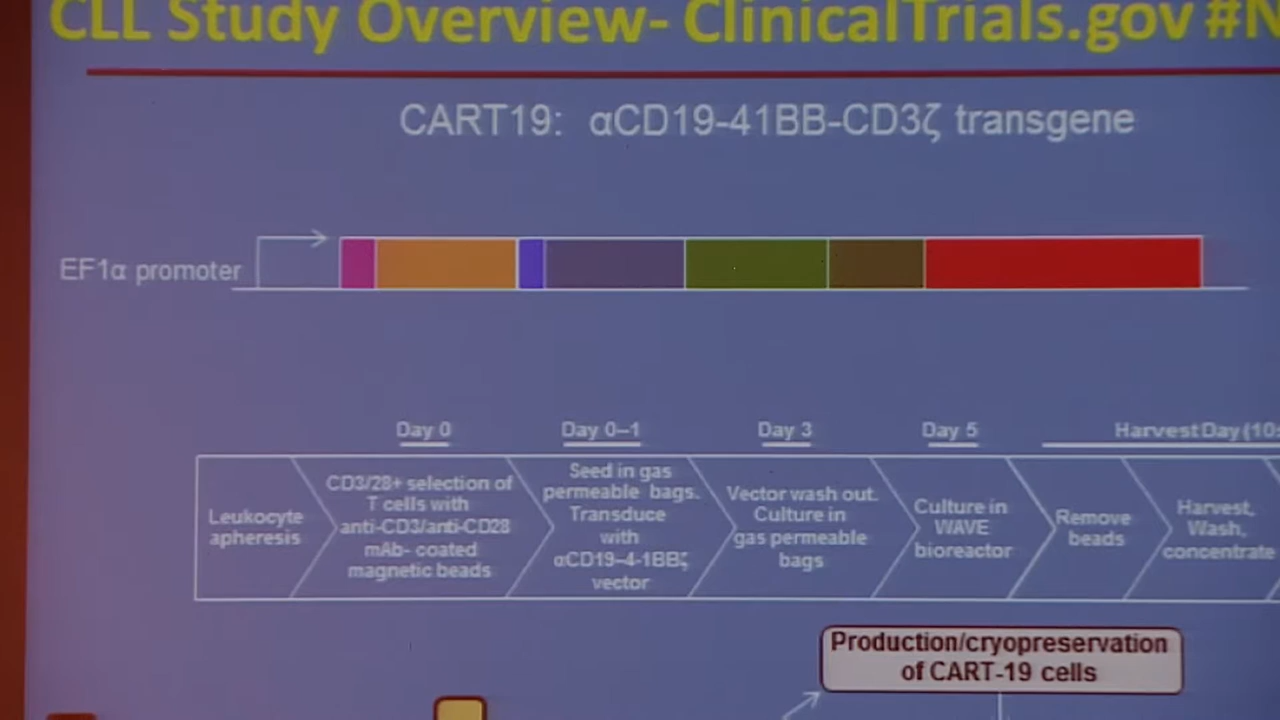 CLL Study Overview- ClinicalTrials.gov #N
CART19: αCD19-41BB-CD3ζ transgene
EF1α promoter
Day 0
Day 0–1
Day 3
Day 5
Harvest Day (10
Leukocyte
apheresis
CD3/28+ selection of
T cells with
anti-CD3/anti-CD28
mAb- coated
magnetic beads
Seed in gas
permeable bags.
Transduce
with
αCD19–4-1BBζ
vector
Vector wash out.
Culture in
gas permeable
bags
Culture in
WAVE
bioreactor
Remove
beads
Harvest,
Wash,
concentrate
Production/cryopreservation
of CART-19 cells